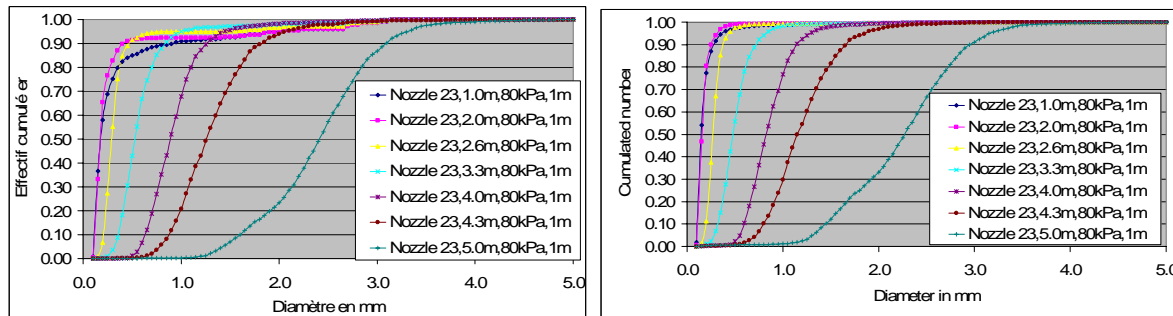 Effectif cumulé er
1.00
0.90
0.80
0.70
0.60
0.50
0.40
0.30
0.20
0.10
0.00
0.0 1.0 2.0 3.0 4.0 5.0
Diamètre en mm
Nozzle 23,1.0m,80kPa,1m
Nozzle 23,2.0m,80kPa,1m
Nozzle 23,2.6m,80kPa,1m
Nozzle 23,3.3m,80kPa,1m
Nozzle 23,4.0m,80kPa,1m
Nozzle 23,4.3m,80kPa,1m
Nozzle 23,5.0m,80kPa,1m
Cumulated number
1.00
0.90
0.80
0.70
0.60
0.50
0.40
0.30
0.20
0.10
0.00
0.0 1.0 2.0 3.0 4.0 5.0
Diameter in mm
Nozzle 23,1.0m,80kPa,1m
Nozzle 23,2.0m,80kPa,1m
Nozzle 23,2.6m,80kPa,1m
Nozzle 23,3.3m,80kPa,1m
Nozzle 23,4.0m,80kPa,1m
Nozzle 23,4.3m,80kPa,1m
Nozzle 23,5.0m,80kPa,1m